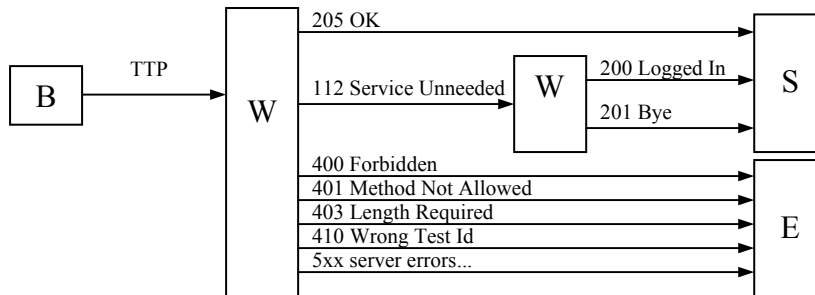 205 OK
TTP
112 Service Unneeded
200 Logged In
201 Bye
B
W
W
S
400 Forbidden
401 Method Not Allowed
403 Length Required
410 Wrong Test Id
5xx server errors...
E